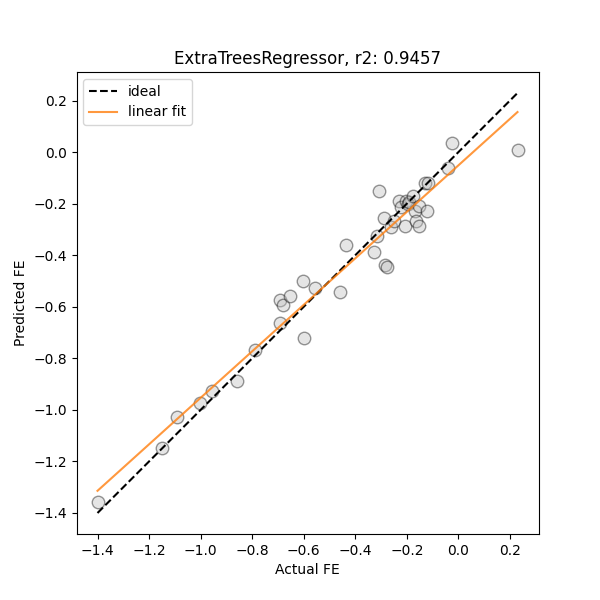 ExtraTreesRegressor, r2: 0.9457
ideal
linear fit
0.2
0.0
−0.2
−0.4
−0.6
−0.8
−1.0
−1.2
−1.4
Predicted FE
−1.4 −1.2 −1.0 −0.8 −0.6 −0.4 −0.2 0.0 0.2
Actual FE